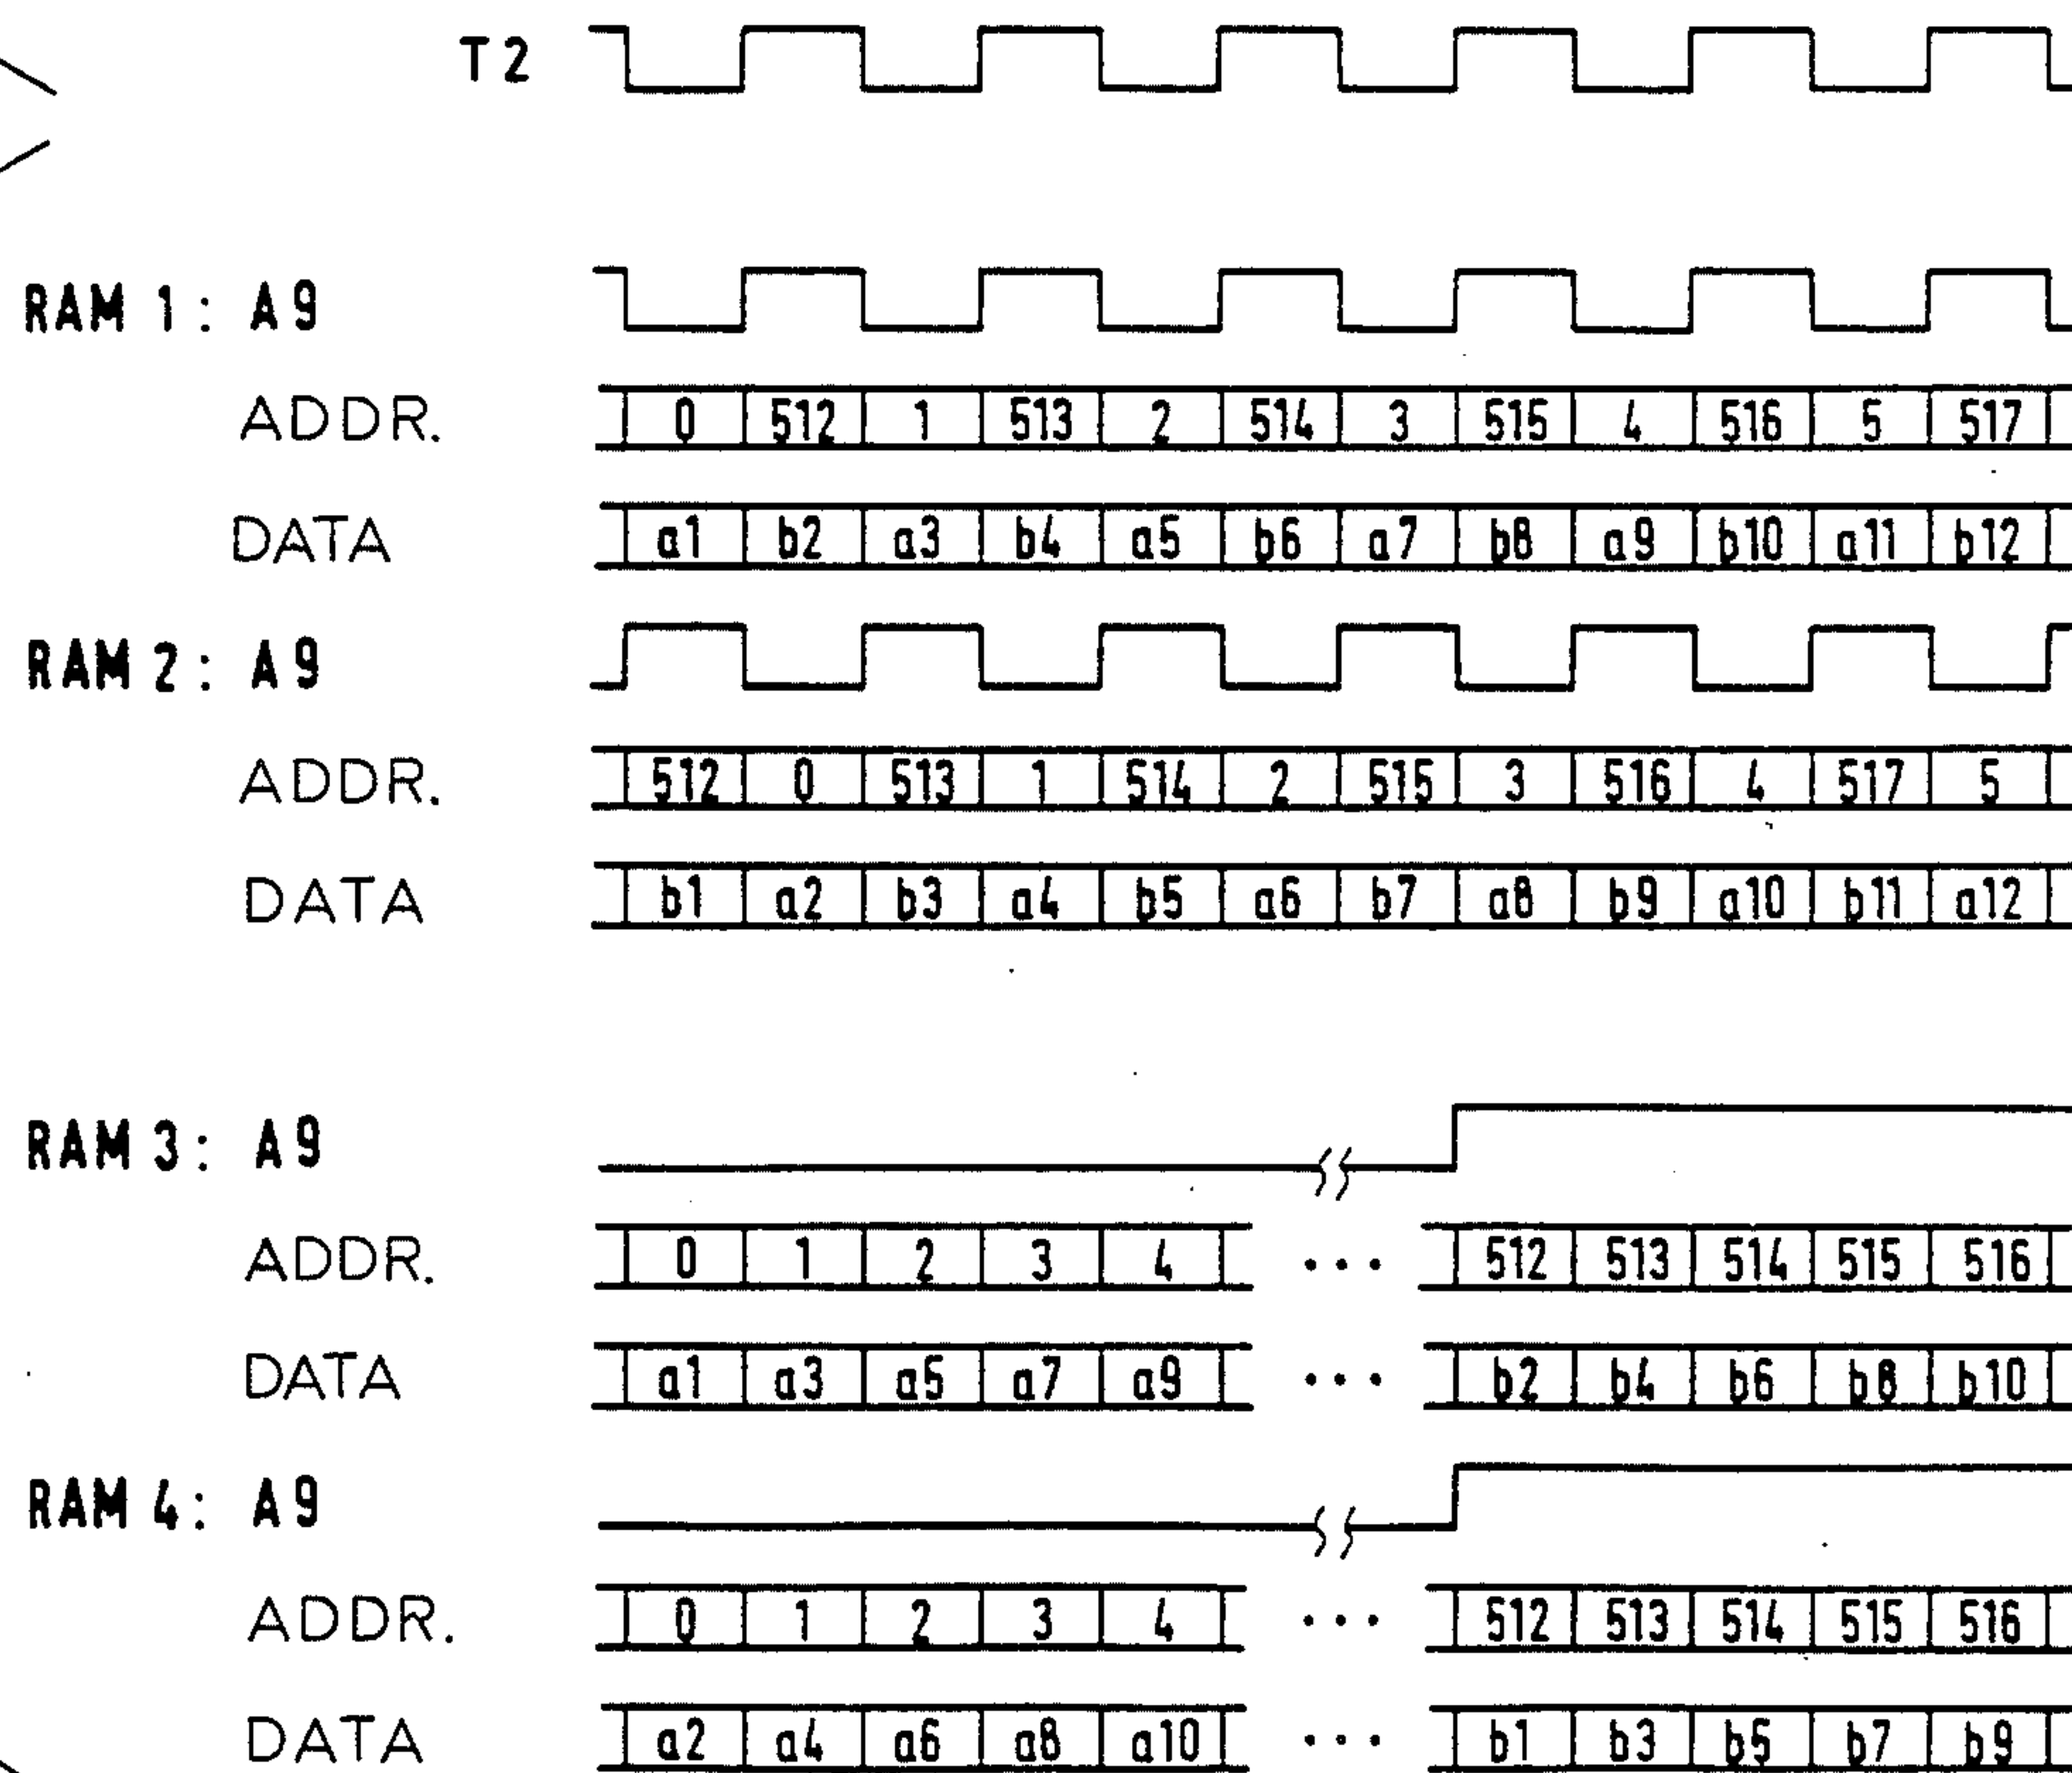 T2
RAM 1: A9
ADDR. 0 512 1 513 2 514 3 515 4 516 5 517
DATA a1 b2 a3 b4 a5 b6 a7 b8 a9 b10 a11 b12
RAM 2: A9
ADDR. 512 0 513 1 514 2 515 3 516 4 517 5
DATA b1 a2 b3 a4 b5 a6 b7 a8 b9 a10 b11 a12
RAM 3: A9
ADDR. 0 1 2 3 4 ... 512 513 514 515 516
DATA a1 a3 a5 a7 a9 ... b2 b4 b6 b8 b10
RAM 4: A9
ADDR. 0 1 2 3 4 ... 512 513 514 515 516
DATA a2 a4 a6 a8 a10 ... b1 b3 b5 b7 b9